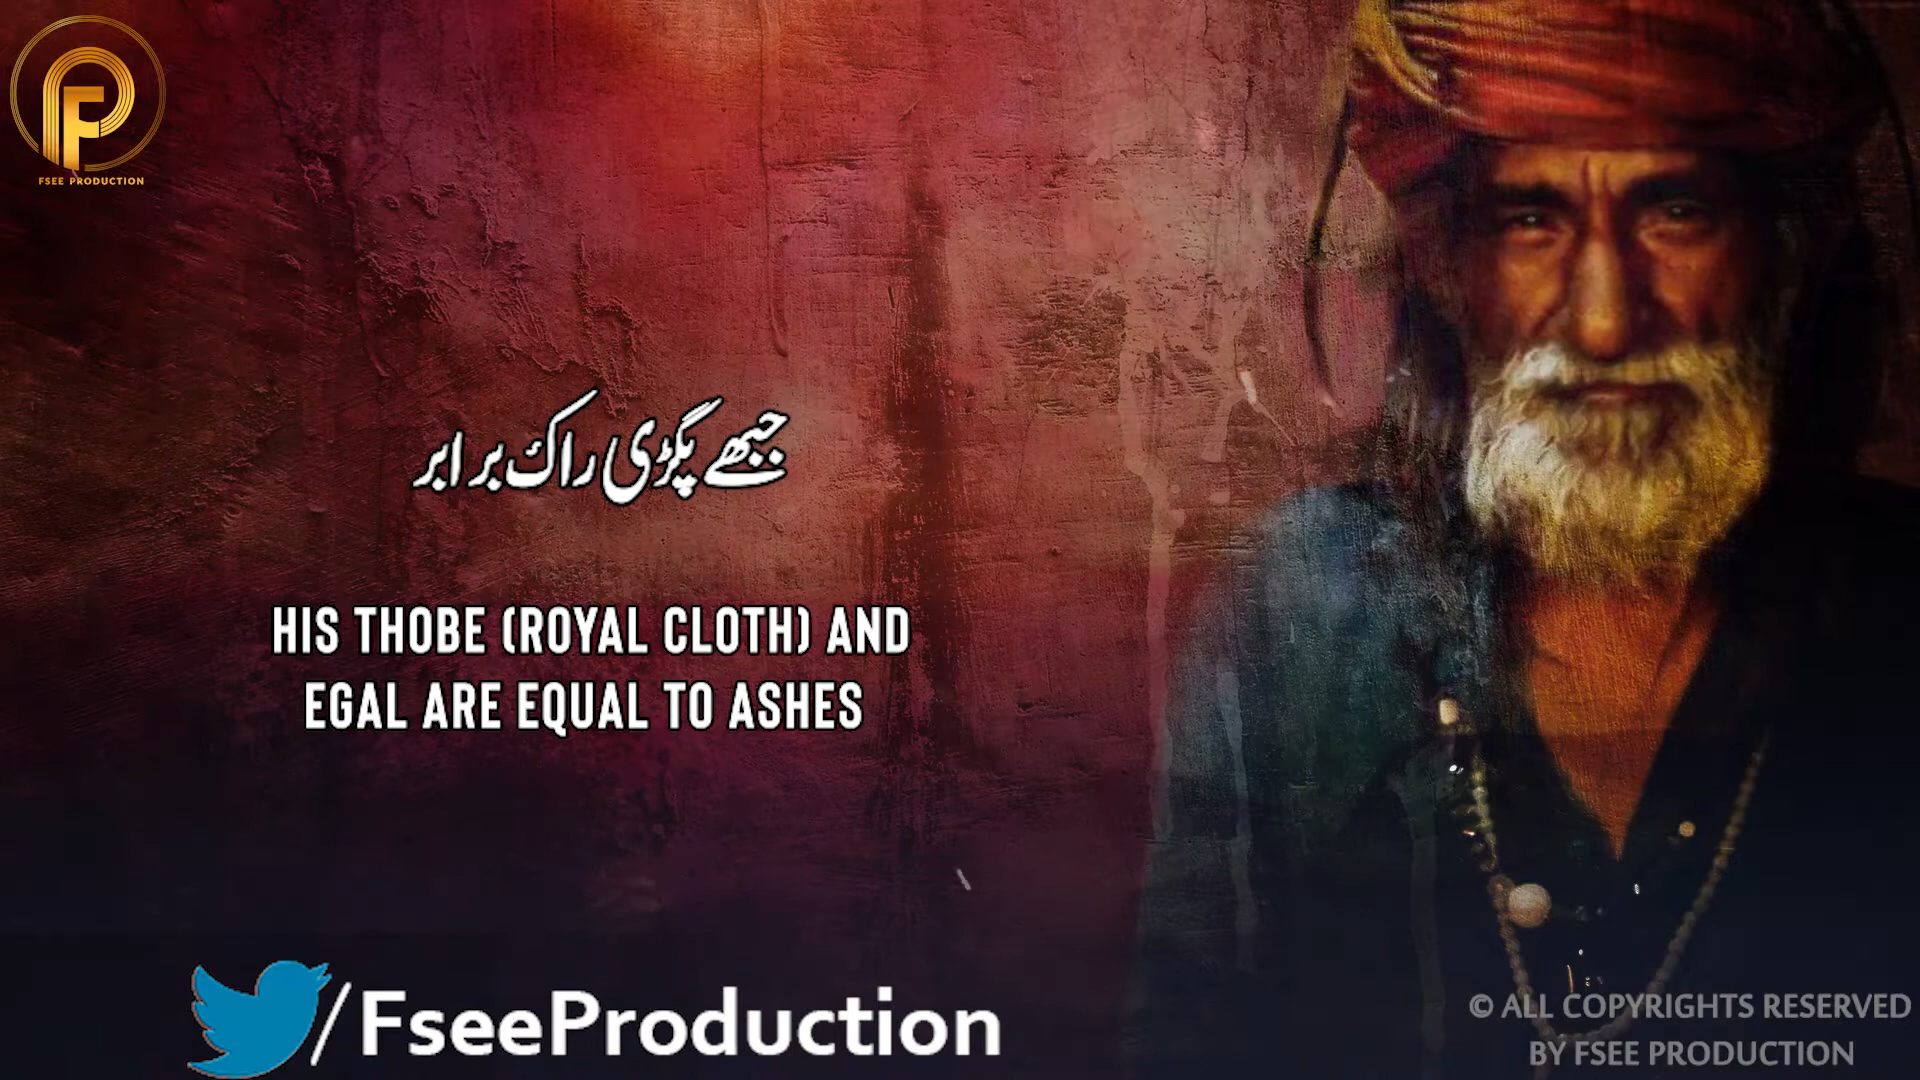 FSEE PRODUCTION
جبھے پگڑی راک برابر
HIS THOBE (ROYAL CLOTH) AND
EGAL ARE EQUAL TO ASHES
/FseeProduction
© ALL COPYRIGHTS RESERVED
BY FSEE PRODUCTION